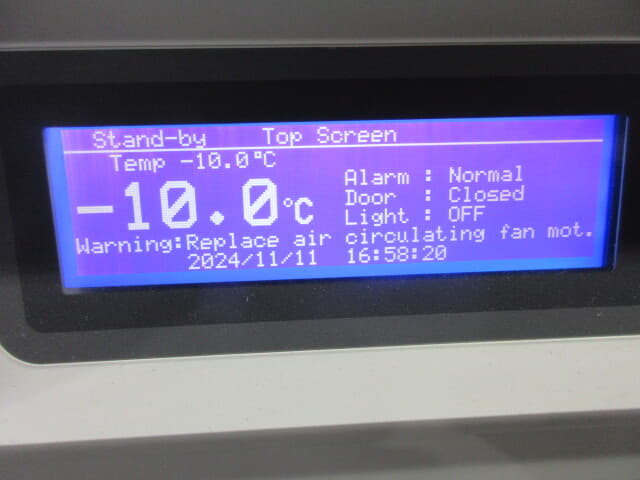 Stand-by Top Screen
Temp -10.0℃
-10.0℃
Alarm : Normal
Door : Closed
Light : OFF
Warning:Replace air circulating fan mot.
2024/11/11 16:58:20